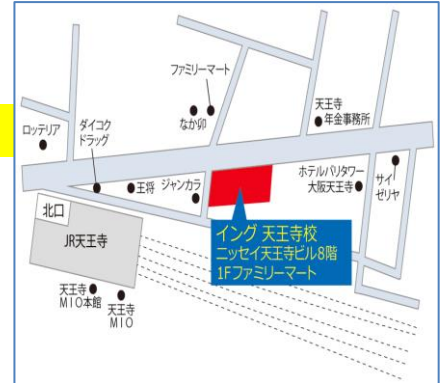 ファミリーマート
なか卯
天王寺
年金事務所
ロッテリア
ダイコク
ドラッグ
王将
ジャンカラ
ホテルバリタワー
大阪天王寺
サイ
ゼリヤ
北口
JR天王寺
イング 天王寺校
ニッセイ天王寺ビル8階
1Fファミリーマート
天王寺
MIO本館
天王寺
MIO